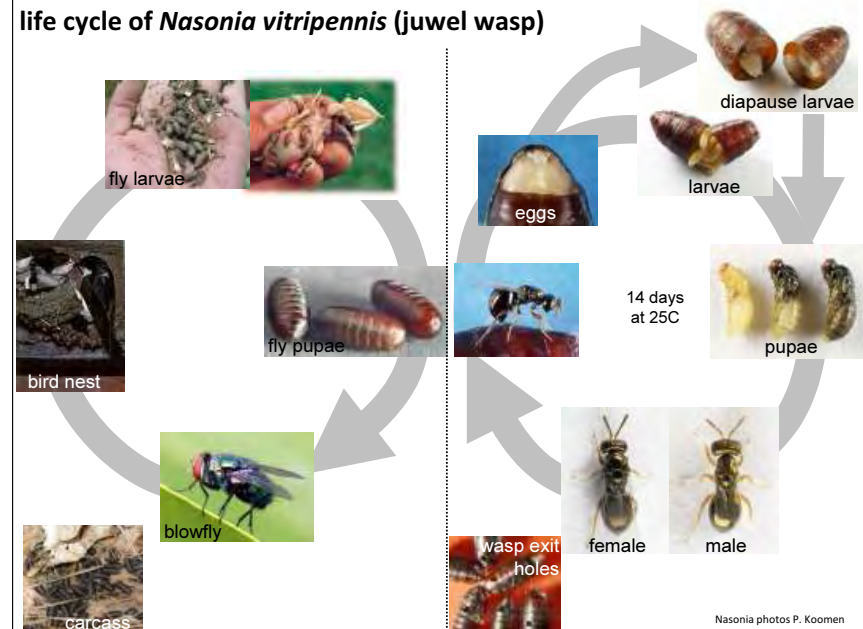 life cycle of Nasonia vitripennis (juwel wasp)
diapause larvae
fly larvae
larvae
eggs
14 days
at 25C
fly pupae
pupae
bird nest
blowfly
female
male
wasp exit
holes
carcass
Nasonia photos P. Koomen